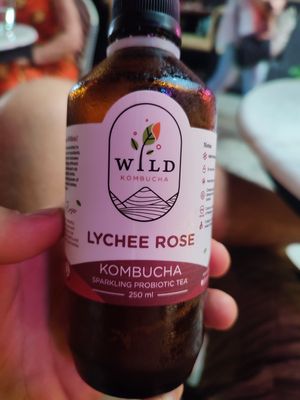 WILD
KOMBUCHA
LYCHEE ROSE
KOMBUCHA
SPARKLING PROBIOTIC TEA
250 ml